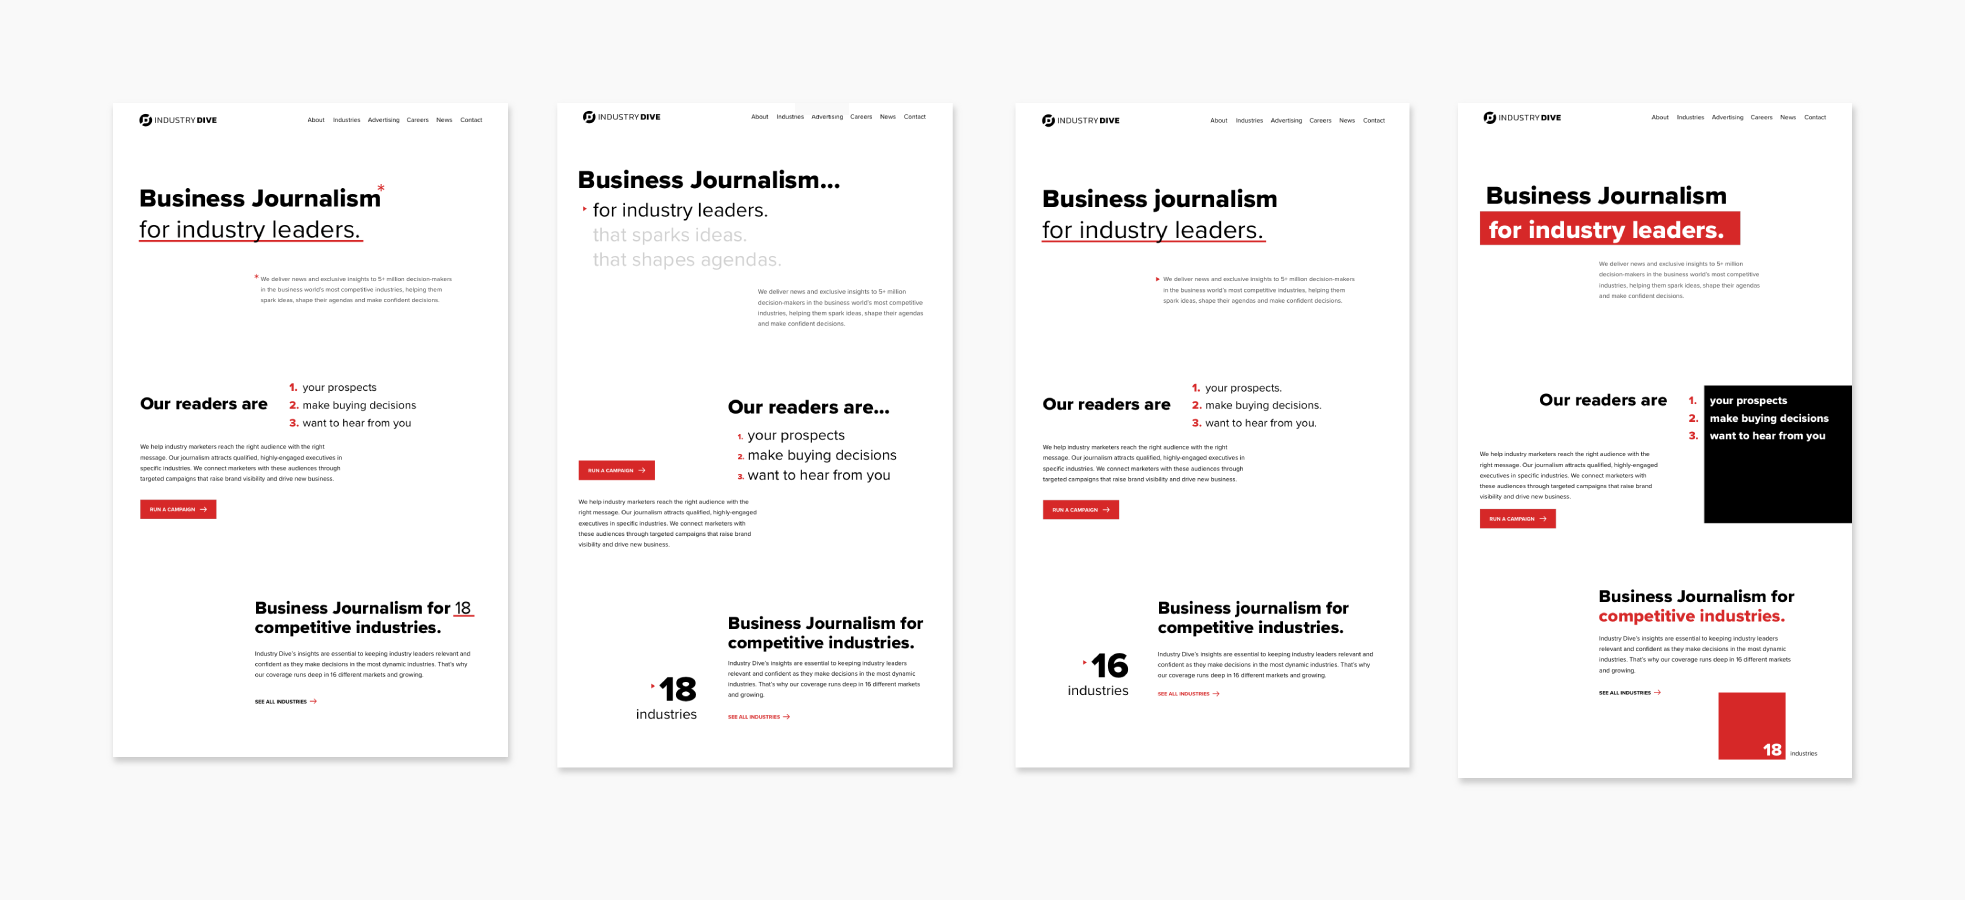 INDUSTRY DIVE
About Industries Advertising Careers News Contact
Business Journalism*
for industry leaders.
* We deliver news and exclusive insights to 5+ million decision-makers
in the business world's most competitive industries, helping them
spark ideas, shape their agendas and make confident decisions.
Our readers are
1. your prospects
2. make buying decisions
3. want to hear from you
We help industry marketers reach the right audience with the right
message. Our journalism attracts qualified, highly-engaged executives in
specific industries. We connect marketers with these audiences through
targeted campaigns that raise brand visibility and drive new business.
RUN A CAMPAIGN
Business Journalism for 18
competitive industries.
Industry Dive's insights are essential to keeping industry leaders relevant and
confident as they make decisions in the most dynamic industries. That's why
our coverage runs deep in 16 different markets and growing.
SEE ALL INDUSTRIES
INDUSTRY DIVE
About Industries Advertising Careers News Contact
Business Journalism...
for industry leaders.
that sparks ideas.
that shapes agendas.
We deliver news and exclusive insights to 5+ million
decision-makers in the business world's most competitive
industries, helping them spark ideas, shape their agendas
and make confident decisions.
Our readers are...
1. your prospects
2. make buying decisions
3. want to hear from you
RUN A CAMPAIGN
We help industry marketers reach the right audience with the
right message. Our journalism attracts qualified, highly-engaged
executives in specific industries. We connect marketers with
these audiences through targeted campaigns that raise brand
visibility and drive new business.
Business Journalism for
competitive industries.
Industry Dive's insights are essential to keeping industry leaders
relevant and confident as they make decisions in the most dynamic
industries. That's why our coverage runs deep in 16 different markets
and growing.
SEE ALL INDUSTRIES
18
industries
INDUSTRY DIVE
About Industries Advertising Careers News Contact
Business journalism
for industry leaders.
We deliver news and exclusive insights to 5+ million decision-makers
in the business world's most competitive industries, helping them
spark ideas, shape their agendas and make confident decisions.
Our readers are
1. your prospects.
2. make buying decisions.
3. want to hear from you.
We help industry marketers reach the right audience with the right
message. Our journalism attracts qualified, highly-engaged executives in
specific industries. We connect marketers with these audiences through
targeted campaigns that raise brand visibility and drive new business.
RUN A CAMPAIGN
Business journalism for
competitive industries.
Industry Dive's insights are essential to keeping industry leaders relevant and
confident as they make decisions in the most dynamic industries. That's why
our coverage runs deep in 16 different markets and growing.
SEE ALL INDUSTRIES
16
industries
INDUSTRY DIVE
About Industries Advertising Careers News Contact
Business Journalism
for industry leaders.
We deliver news and exclusive insights to 5+ million
decision-makers in the business world's most competitive
industries, helping them spark ideas, shape their agendas
and make confident decisions.
Our readers are
1. your prospects
2. make buying decisions
3. want to hear from you
We help industry marketers reach the right audience with the
right message. Our journalism attracts qualified, highly-engaged
executives in specific industries. We connect marketers with
these audiences through targeted campaigns that raise brand
visibility and drive new business.
RUN A CAMPAIGN
Business Journalism for
competitive industries.
Industry Dive's insights are essential to keeping industry leaders
relevant and confident as they make decisions in the most dynamic
industries. That's why our coverage runs deep in 16 different markets
and growing.
SEE ALL INDUSTRIES
18 industries